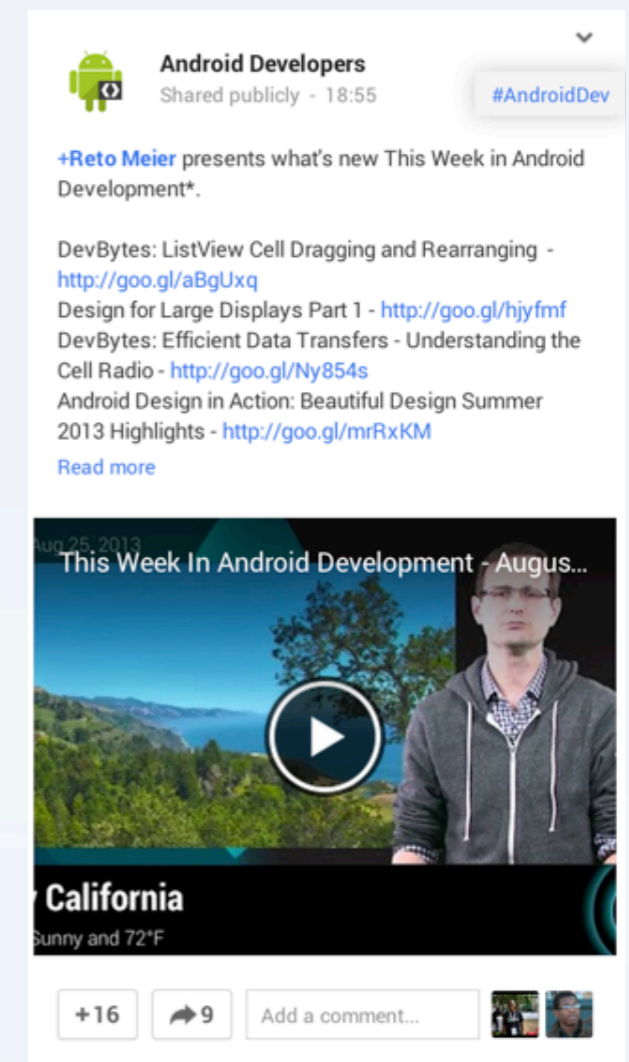 Android Developers
Shared publicly - 18:55
#AndroidDev
+Reto Meier presents what's new This Week in Android
Development*.
DevBytes: ListView Cell Dragging and Rearranging -
http://goo.gl/aBgUxq
Design for Large Displays Part 1 - http://goo.gl/hjyfmf
DevBytes: Efficient Data Transfers - Understanding the
Cell Radio - http://goo.gl/Ny854s
Android Design in Action: Beautiful Design Summer
2013 Highlights - http://goo.gl/mrRxKM
Read more
Aug 25, 2013
This Week In Android Development - Augus...
y California
Sunny and 72°F
+16
9
Add a comment...